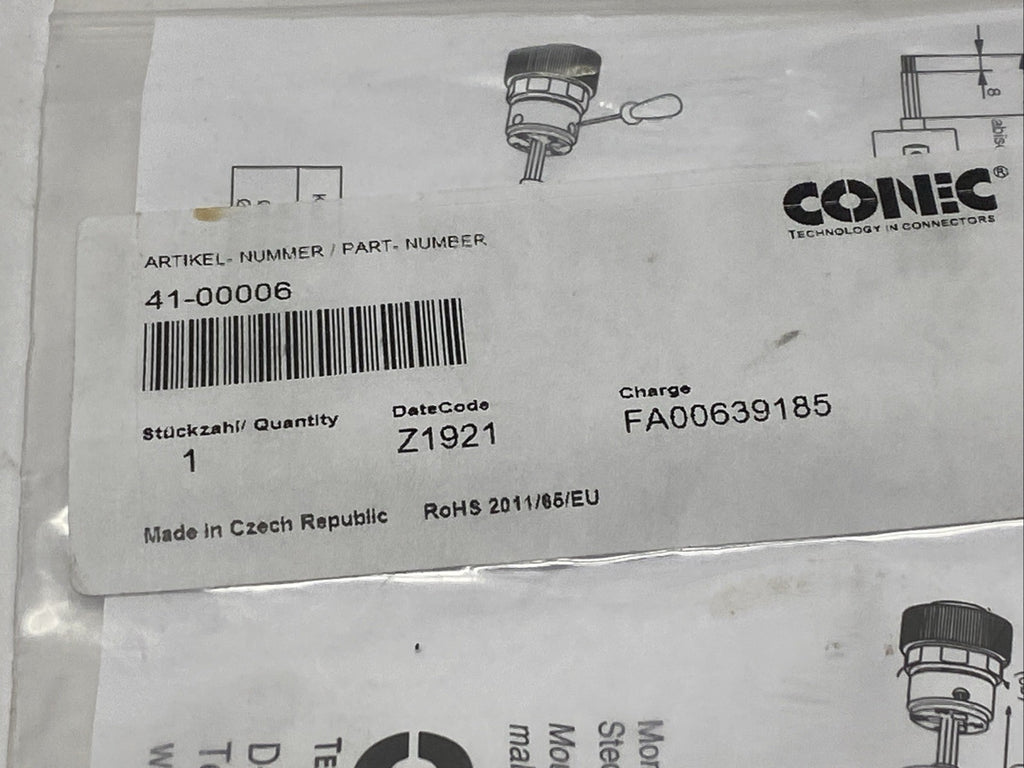 8
CONEC®
TECHNOLOGY IN CONNECTORS
ARTIKEL- NUMMER / PART- NUMBER
41-00006
Stückzahl/ Quantity
DateCode
Charge
1
Z1921
FA00639185
Made in Czech Republic
RoHS 2011/65/EU